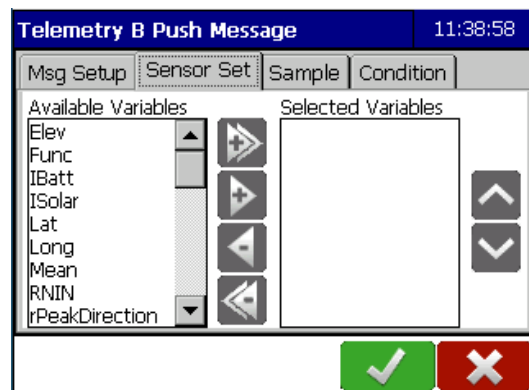 Telemetry B Push Message 11:38:58
Msg Setup Sensor Set Sample Condition
Available Variables Selected Variables
Elev
Func
IBatt
ISolar
Lat
Long
Mean
RNIN
rPeakDirection